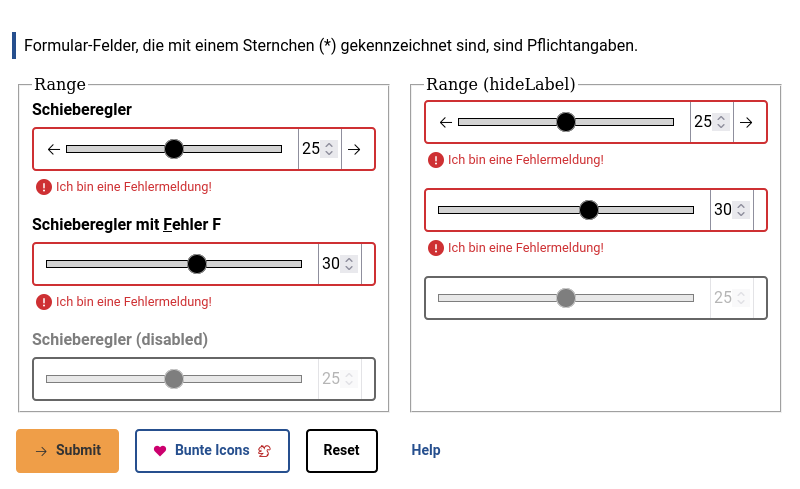 Formular-Felder, die mit einem Sternchen (*) gekennzeichnet sind, sind Pflichtangaben.
Range
Schieberegler
25
Ich bin eine Fehlermeldung!
Schieberegler mit Fehler F
30
Ich bin eine Fehlermeldung!
Schieberegler (disabled)
25
Range (hideLabel)
25
Ich bin eine Fehlermeldung!
30
Ich bin eine Fehlermeldung!
25
Submit
Bunte Icons
Reset
Help